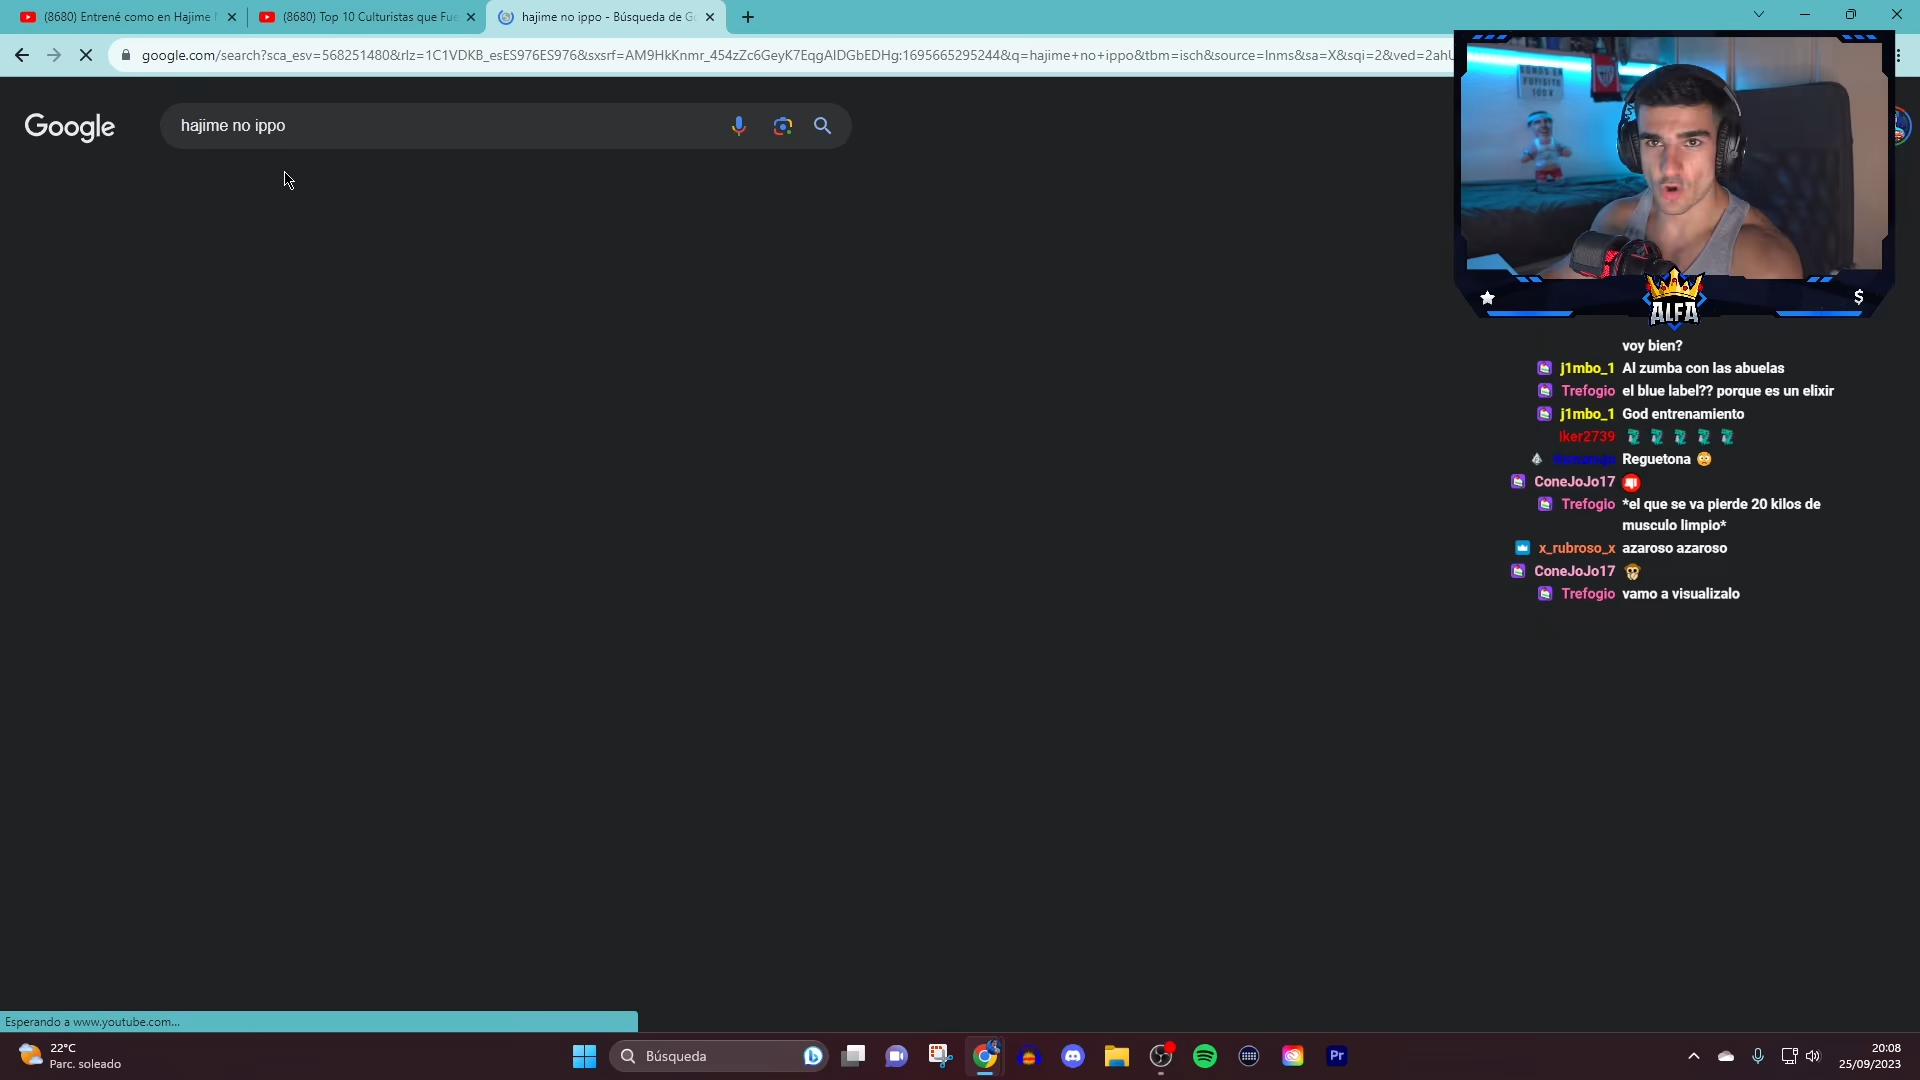 (8680) Entrené como en Hajime
(8680) Top 10 Culturistas que Fue
hajime no ippo - Búsqueda de G
google.com/search?sca_esv=568251480&rlz=1C1VDKB_esES976ES976&sxsrf=AM9HkKnmr_454zZc6GeyK7EqgAIDGbEDHg:1695665295244&q=hajime+no+ippo&tbm=isch&source=lnms&sa=X&sqi=2&ved=2ahU
Google
hajime no ippo
ALFA
$
voy bien?
j1mbo_1 Al zumba con las abuelas
Trefogio el blue label?? porque es un elixir
j1mbo_1 God entrenamiento
Iker2739
Reguetona
ConeJoJo17
Trefogio *el que se va pierde 20 kilos de
musculo limpio*
x_rubroso_x azaroso azaroso
ConeJoJo17
Trefogio vamo a visualizalo
Esperando a www.youtube.com...
22°C
Parc. soleado
Búsqueda
Pr
20:08
25/09/2023